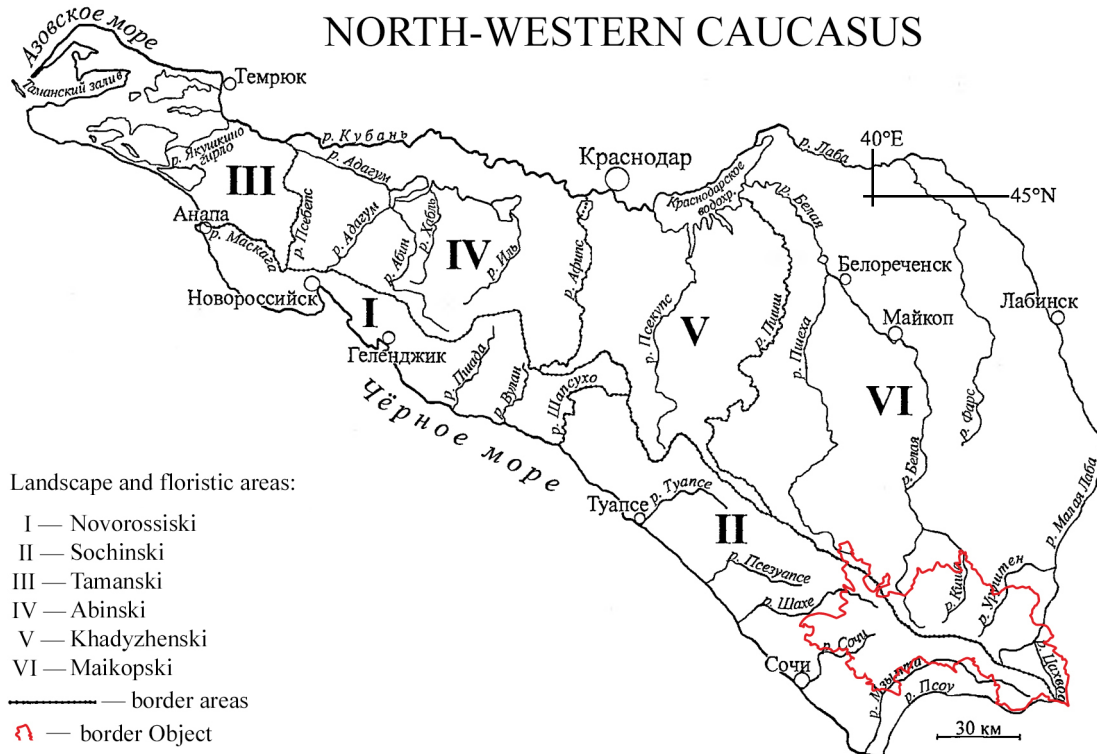 NORTH-WESTERN CAUCASUS
Азовское море
Таманский залив
Темрюк
р. Якушкино
гирло
р. Кубань
р. Адагум
Краснодар
Краснодарское
водохр.
р. Лаба
40°E
45°N
III
Анапа
р. Маскага
р. Псебепс
р. Адагум
р. Абин
р. Хабль
IV
р. Иль
р. Афипс
р. Белая
Белореченск
Новороссийск
I
Геленджик
р. Пшада
р. Вулан
р. Шапсухо
р. Псекупс
V
р. Пшиш
р. Пшеха
Майкоп
Лабинск
VI
р. Фарс
р. Белая
р. Малая Лаба
Чёрное море
Туапсе
р. Туапсе
II
р. Псезуапсе
р. Шахе
р. Сочи
Сочи
р. Мзымта
р. Псоу
р. Киша
р. Уруштен
р. Цахвоа
30 км
Landscape and floristic areas:
I — Novorossiski
II — Sochinski
III — Tamanski
IV — Abinski
V — Khadyzhenski
VI — Maikopski
— border areas
— border Object